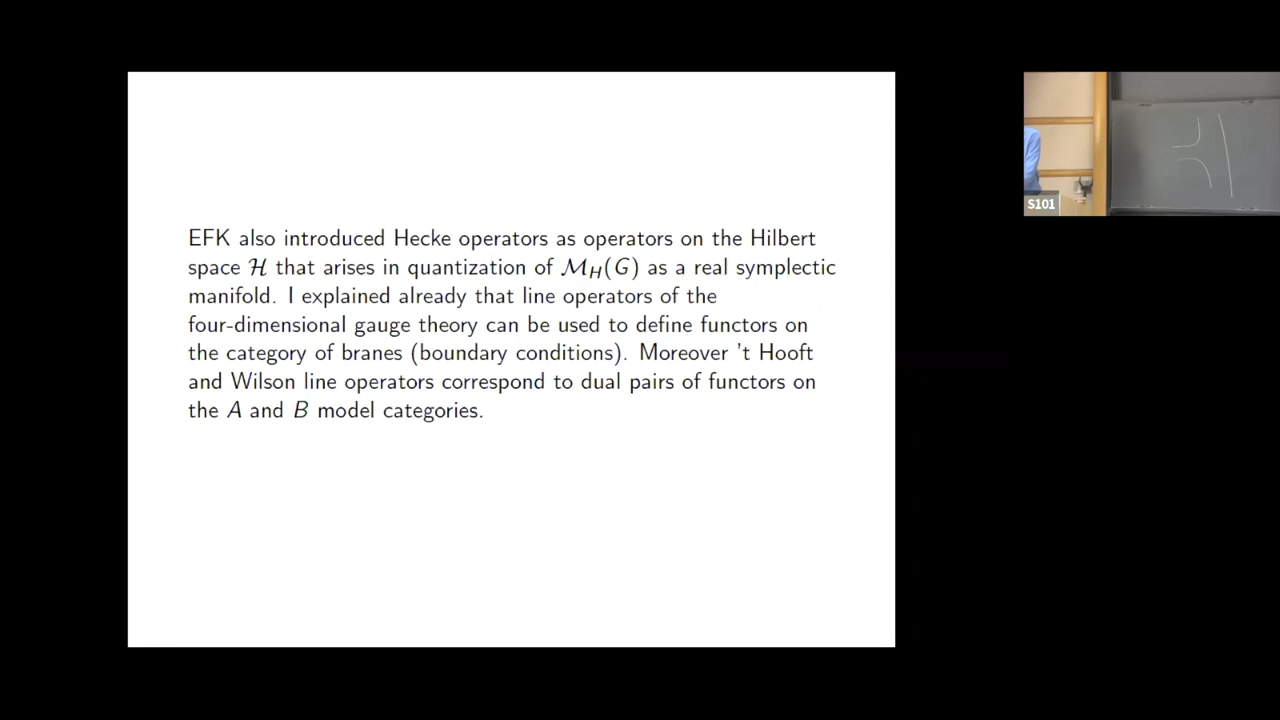 EFK also introduced Hecke operators as operators on the Hilbert
space ℋ that arises in quantization of ℳ_H(G) as a real symplectic
manifold. I explained already that line operators of the
four-dimensional gauge theory can be used to define functors on
the category of branes (boundary conditions). Moreover 't Hooft
and Wilson line operators correspond to dual pairs of functors on
the A and B model categories.
S101